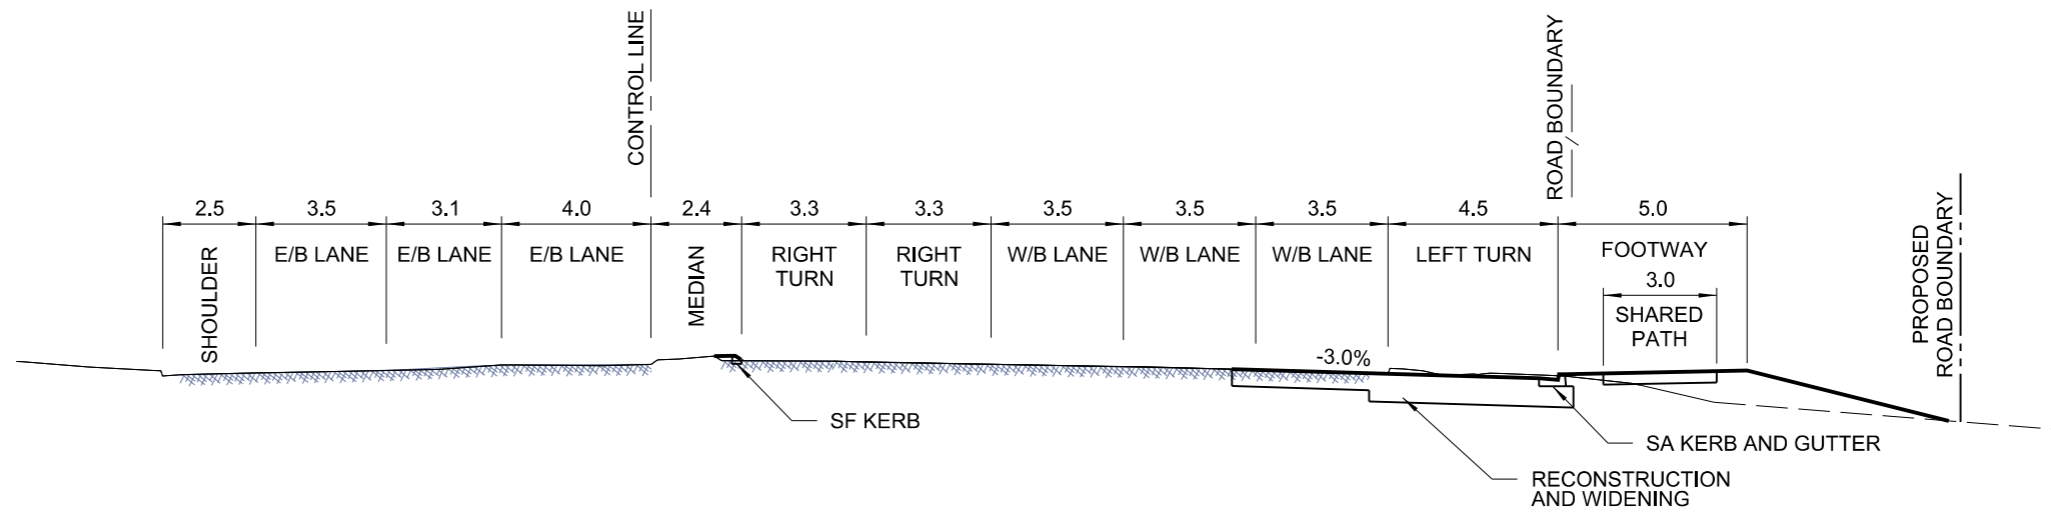 CONTROL LINE
ROAD BOUNDARY
PROPOSED
ROAD BOUNDARY
2.5
3.5
3.1
4.0
2.4
3.3
3.3
3.5
3.5
3.5
4.5
5.0
SHOULDER
E/B LANE
E/B LANE
E/B LANE
MEDIAN
RIGHT
TURN
RIGHT
TURN
W/B LANE
W/B LANE
W/B LANE
LEFT TURN
FOOTWAY
3.0
SHARED
PATH
-3.0%
SF KERB
SA KERB AND GUTTER
RECONSTRUCTION
AND WIDENING